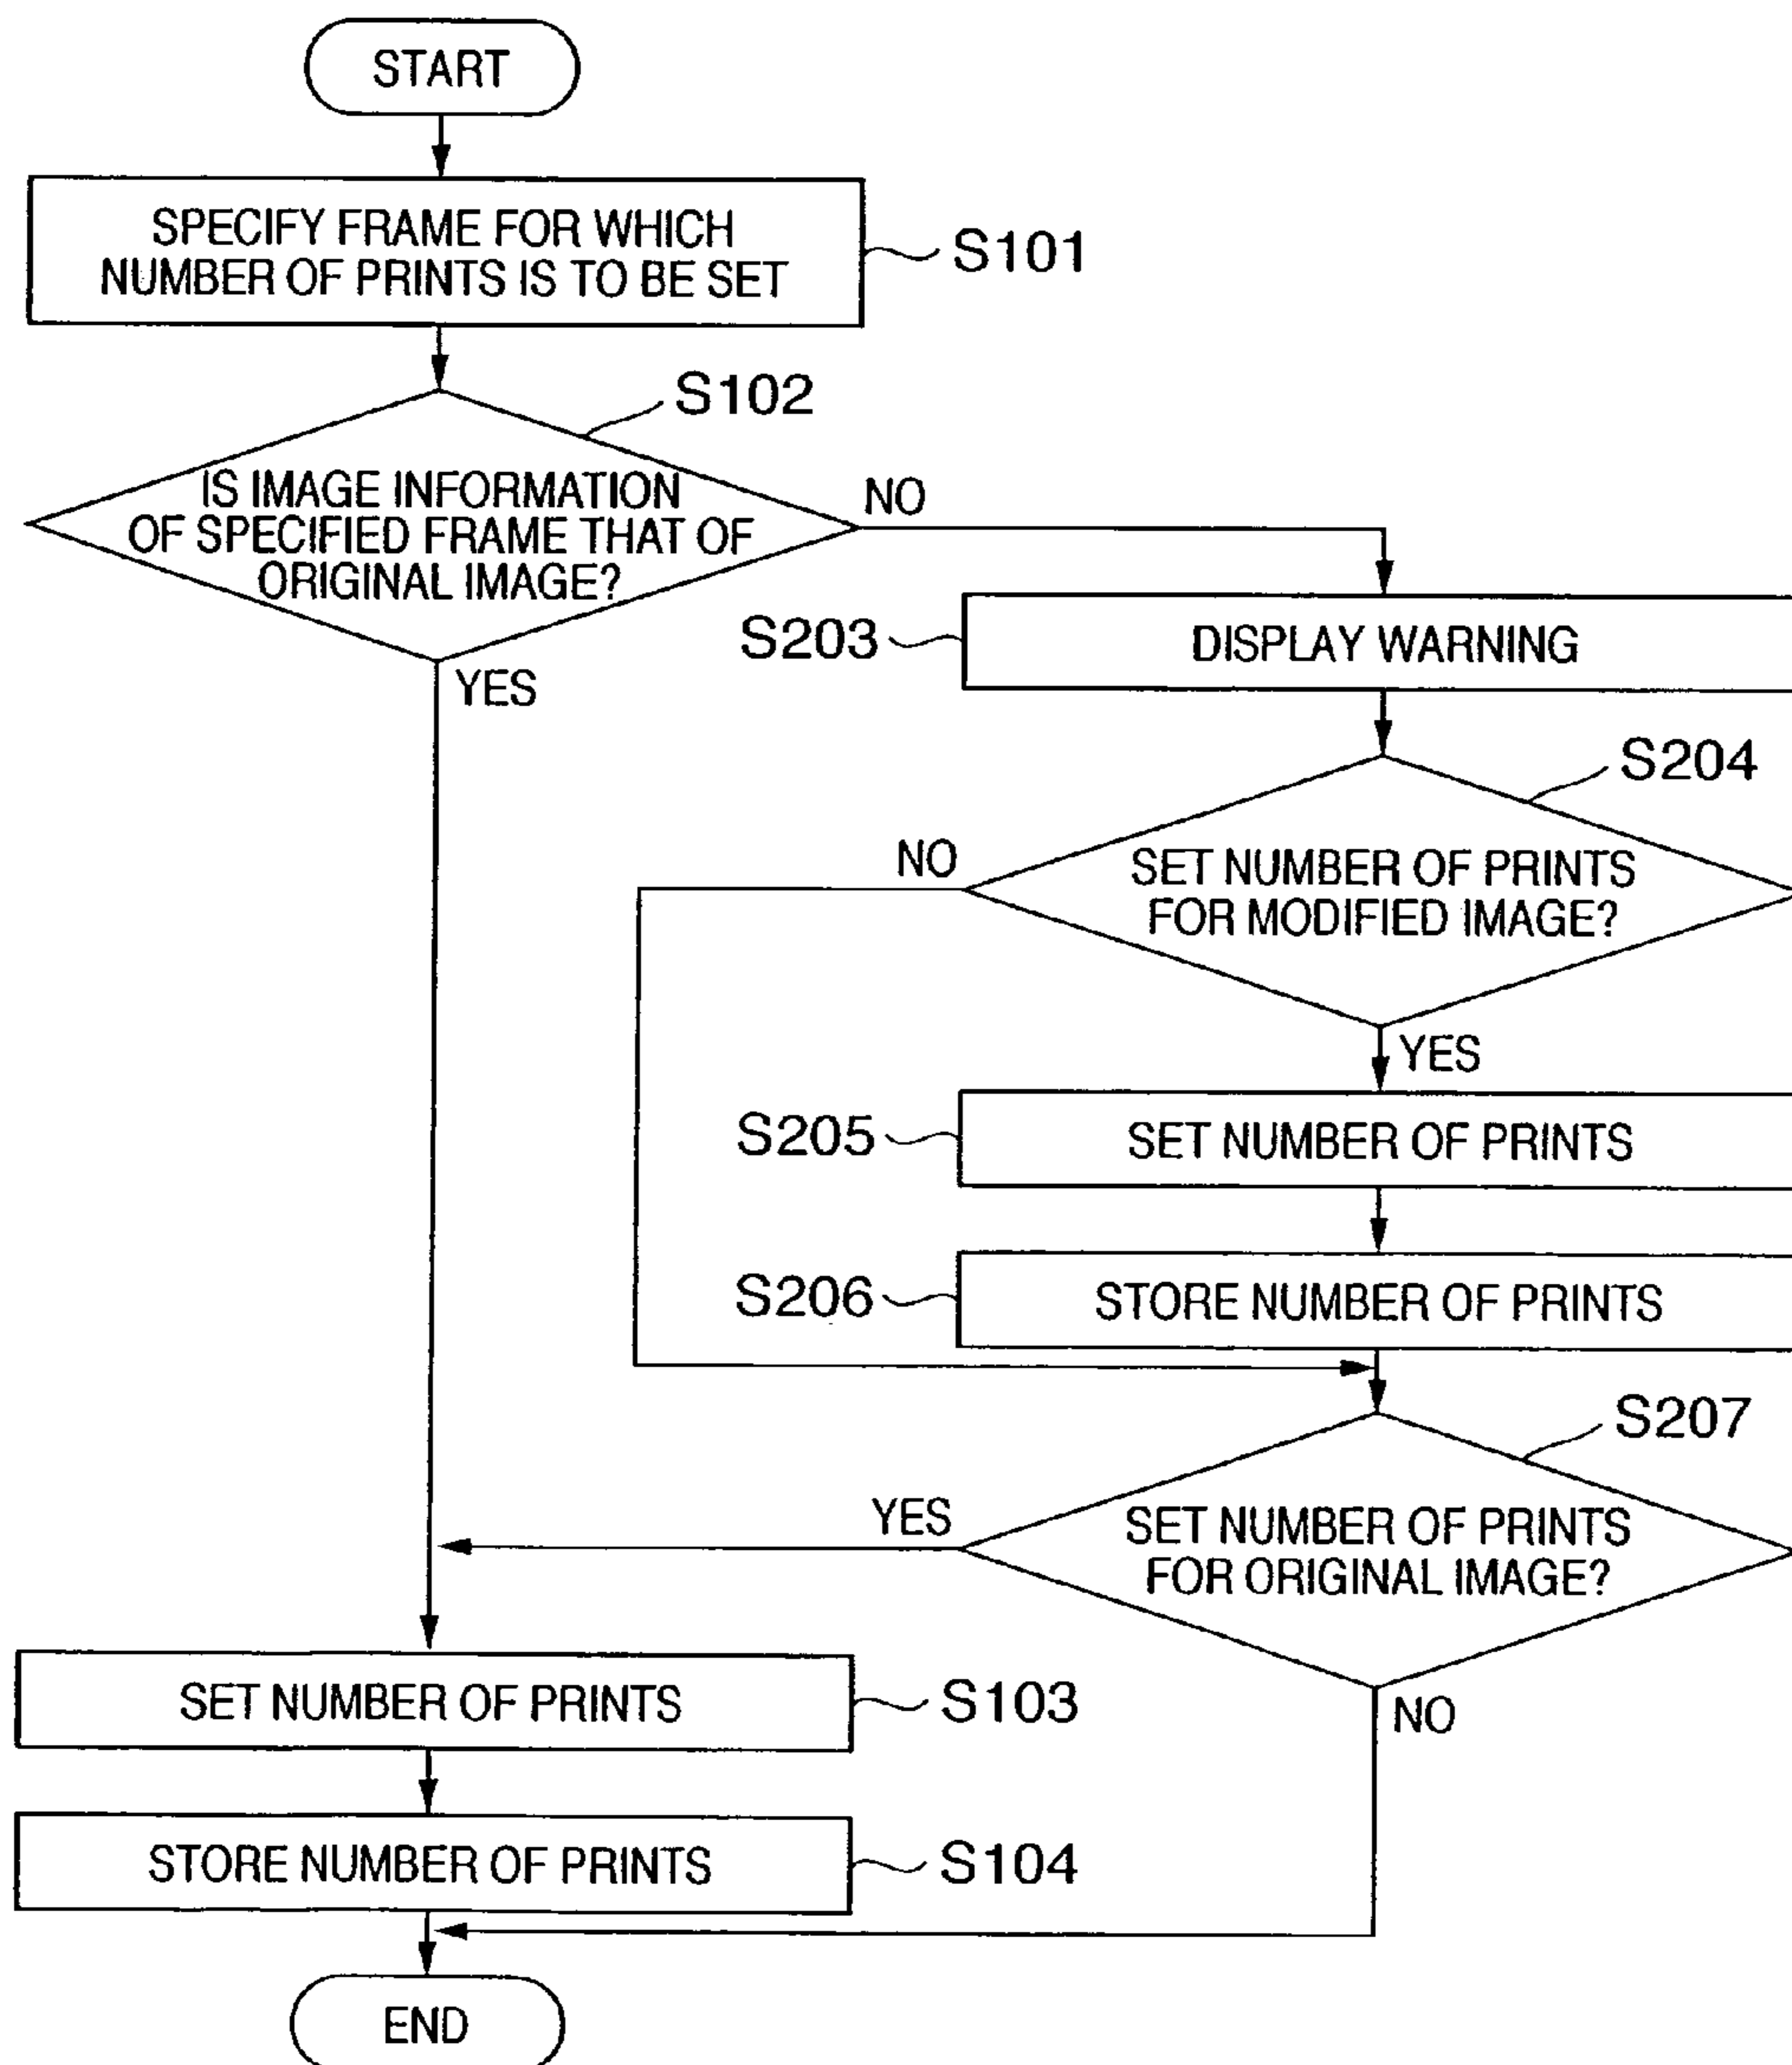 START
SPECIFY FRAME FOR WHICH
NUMBER OF PRINTS IS TO BE SET
S101
S102
IS IMAGE INFORMATION
OF SPECIFIED FRAME THAT OF
ORIGINAL IMAGE?
NO
YES
S203
DISPLAY WARNING
S204
NO
SET NUMBER OF PRINTS
FOR MODIFIED IMAGE?
YES
S205
SET NUMBER OF PRINTS
S206
STORE NUMBER OF PRINTS
S207
YES
SET NUMBER OF PRINTS
FOR ORIGINAL IMAGE?
NO
SET NUMBER OF PRINTS
S103
STORE NUMBER OF PRINTS
S104
END